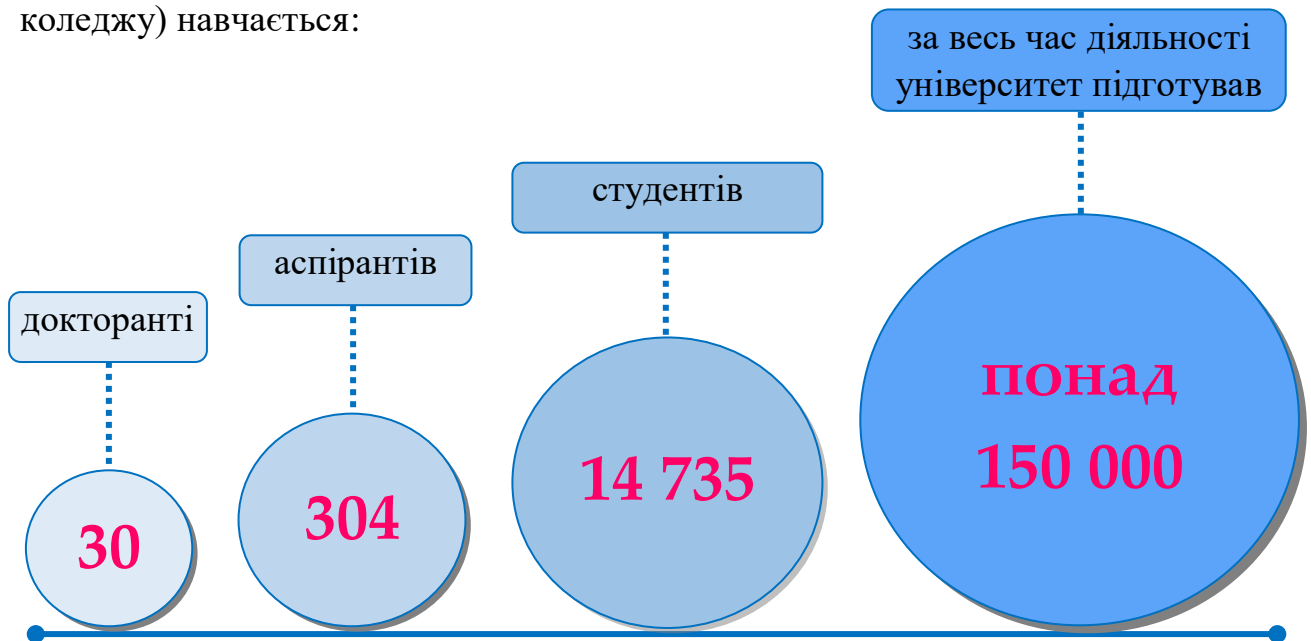 коледжу) навчається:
за весь час діяльності
університет підготував
студентів
аспірантів
докторанті
понад
150 000
14 735
304
30